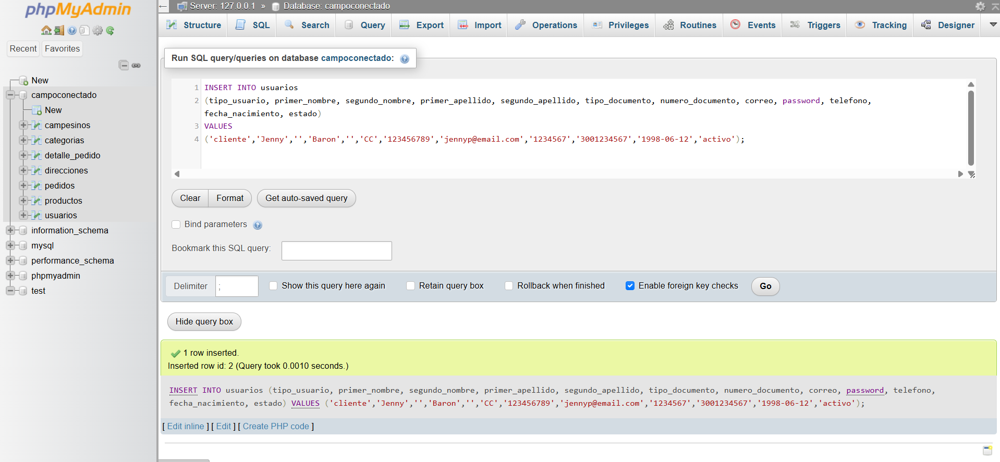 phpMyAdmin
Recent Favorites
New
campoconectado
New
campesinos
categorias
detalle_pedido
direcciones
pedidos
productos
usuarios
information_schema
mysql
performance_schema
phpmyadmin
test
Server: 127.0.0.1 » Database: campoconectado
Structure SQL Search Query Export Import Operations Privileges Routines Events Triggers Tracking Designer
Run SQL query/queries on database campoconectado:
1 INSERT INTO usuarios
2 (tipo_usuario, primer_nombre, segundo_nombre, primer_apellido, segundo_apellido, tipo_documento, numero_documento, correo, password, telefono,
fecha_nacimiento, estado)
3 VALUES
4 ('cliente','Jenny','','Baron','','CC','123456789','jennyp@email.com','1234567','3001234567','1998-06-12','activo');
Clear Format Get auto-saved query
Bind parameters
Bookmark this SQL query:
Delimiter ; Show this query here again Retain query box Rollback when finished Enable foreign key checks Go
Hide query box
1 row inserted.
Inserted row id: 2 (Query took 0.0010 seconds.)
INSERT INTO usuarios (tipo_usuario, primer_nombre, segundo_nombre, primer_apellido, segundo_apellido, tipo_documento, numero_documento, correo, password, telefono,
fecha_nacimiento, estado) VALUES ('cliente','Jenny','','Baron','','CC','123456789','jennyp@email.com','1234567','3001234567','1998-06-12','activo');
[ Edit inline ] [ Edit ] [ Create PHP code ]